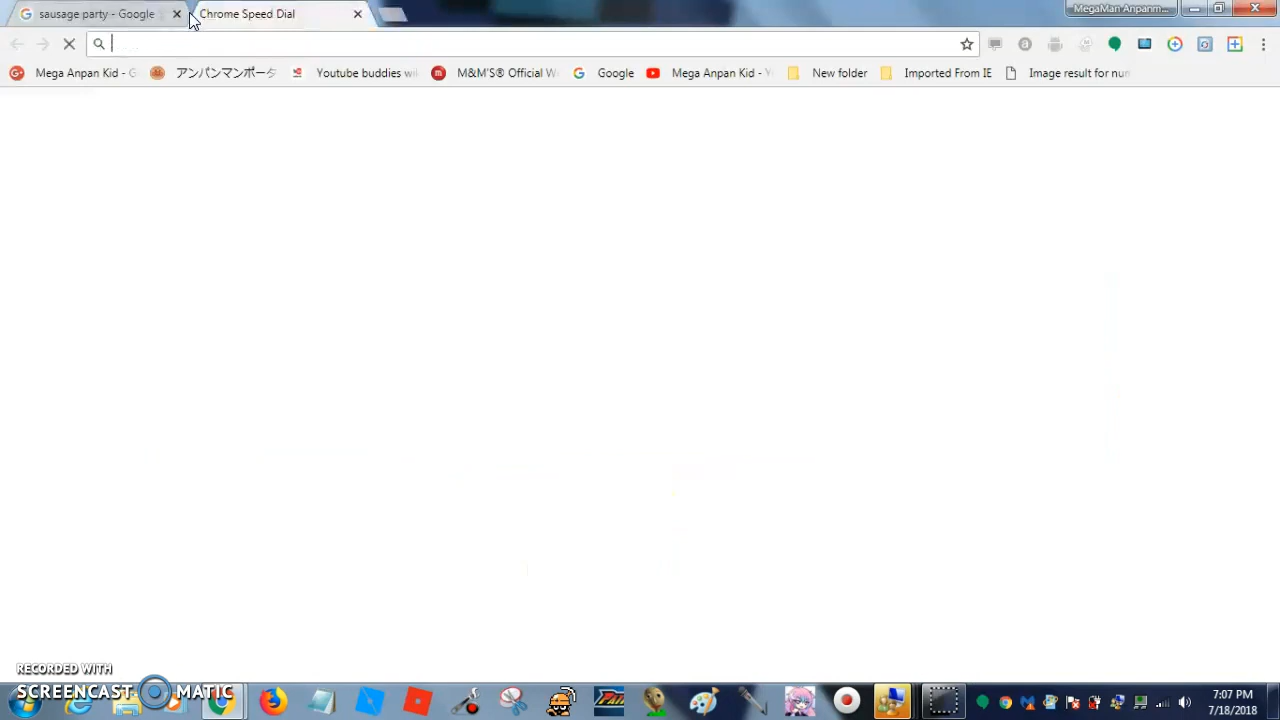 sausage party - Google
Chrome Speed Dial
MegaMan Anpanm...
Mega Anpan Kid - G
アンパンマンポータ
Youtube buddies wi
M&M'S® Official W
Google
Mega Anpan Kid - Y
New folder
Imported From IE
Image result for nur
RECORDED WITH
SCREENCAST MATIC
7:07 PM
7/18/2018